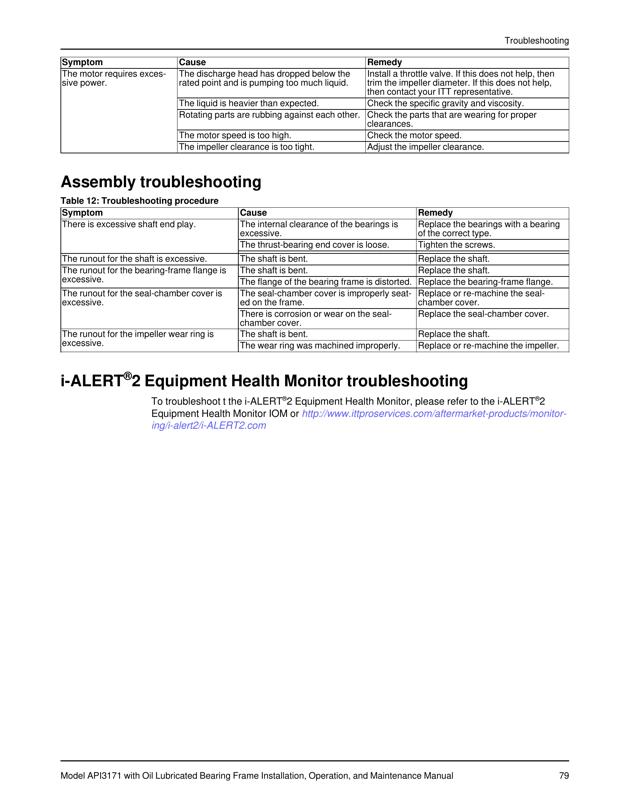 Troubleshooting
Symptom Cause Remedy
The motor requires exces-
sive power.
The discharge head has dropped below the
rated point and is pumping too much liquid.
Install a throttle valve. If this does not help, then
trim the impeller diameter. If this does not help,
then contact your ITT representative.
The liquid is heavier than expected. Check the specific gravity and viscosity.
Rotating parts are rubbing against each other. Check the parts that are wearing for proper
clearances.
The motor speed is too high. Check the motor speed.
The impeller clearance is too tight. Adjust the impeller clearance.
Assembly troubleshooting
Table 12: Troubleshooting procedure
Symptom Cause Remedy
There is excessive shaft end play. The internal clearance of the bearings is
excessive.
Replace the bearings with a bearing
of the correct type.
The thrust-bearing end cover is loose. Tighten the screws.
The runout for the shaft is excessive. The shaft is bent. Replace the shaft.
The runout for the bearing-frame flange is
excessive.
The shaft is bent. Replace the shaft.
The flange of the bearing frame is distorted. Replace the bearing-frame flange.
The runout for the seal-chamber cover is
excessive.
The seal-chamber cover is improperly seat-
ed on the frame.
Replace or re-machine the seal-
chamber cover.
There is corrosion or wear on the seal-
chamber cover.
Replace the seal-chamber cover.
The runout for the impeller wear ring is
excessive.
The shaft is bent. Replace the shaft.
The wear ring was machined improperly. Replace or re-machine the impeller.
i-ALERT®2 Equipment Health Monitor troubleshooting
To troubleshoot t the i-ALERT®2 Equipment Health Monitor, please refer to the i-ALERT®2
Equipment Health Monitor IOM or http://www.ittproservices.com/aftermarket-products/monitor-
ing/i-alert2/i-ALERT2.com
Model API3171 with Oil Lubricated Bearing Frame Installation, Operation, and Maintenance Manual 79